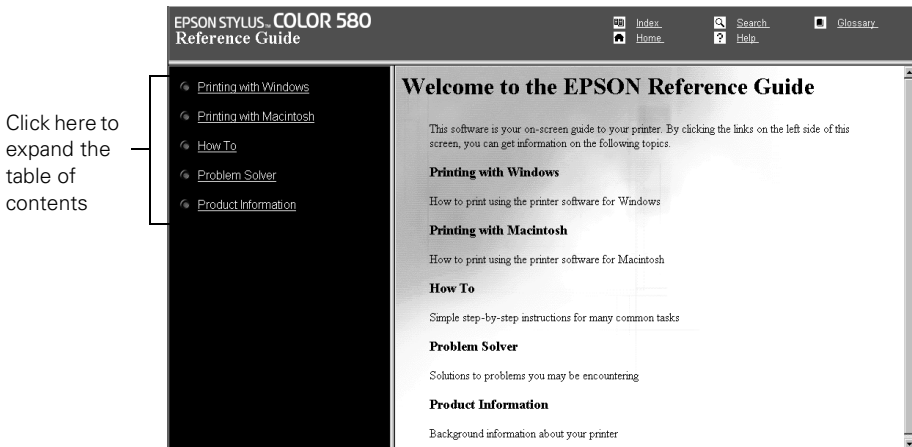 EPSON STYLUS™ COLOR 580
Reference Guide
Index
Search
Glossary
Home
Help
Click here to
expand the
table of
contents
Printing with Windows
Printing with Macintosh
How To
Problem Solver
Product Information
Welcome to the EPSON Reference Guide
This software is your on-screen guide to your printer. By clicking the links on the left side of this
screen, you can get information on the following topics.
Printing with Windows
How to print using the printer software for Windows
Printing with Macintosh
How to print using the printer software for Macintosh
How To
Simple step-by-step instructions for many common tasks
Problem Solver
Solutions to problems you may be encountering
Product Information
Background information about your printer